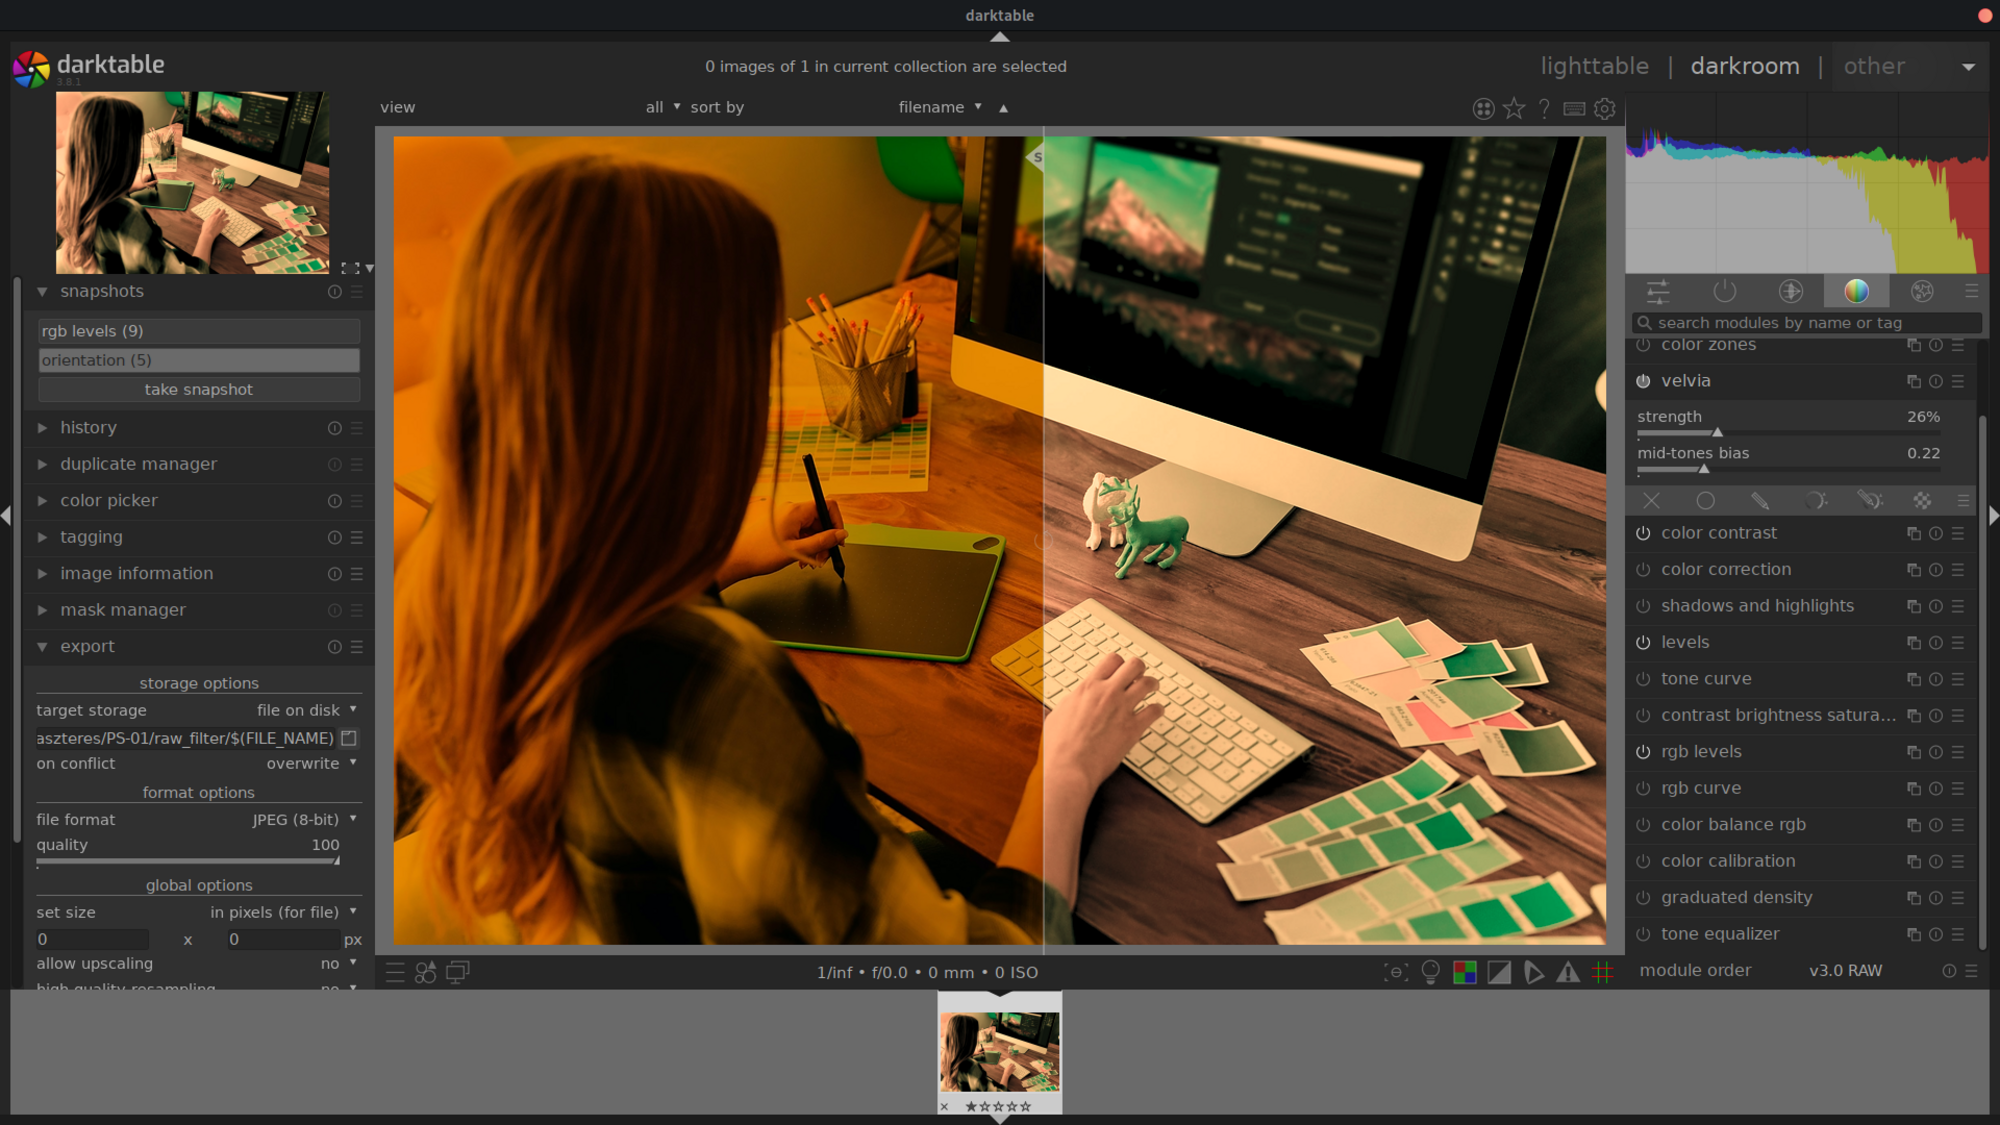 darktable
darktable
3.8.1
0 images of 1 in current collection are selected
lighttable | darkroom | other
view
all
sort by
filename
S
snapshots
rgb levels (9)
orientation (5)
take snapshot
history
duplicate manager
color picker
tagging
image information
mask manager
export
storage options
target storage
file on disk
aszteres/PS-01/raw_filter/$(FILE_NAME)
on conflict
overwrite
format options
file format
JPEG (8-bit)
quality
100
global options
set size
in pixels (for file)
0 x 0 px
allow upscaling
no
high quality resampling
no
search modules by name or tag
color zones
velvia
strength
26%
mid-tones bias
0.22
color contrast
color correction
shadows and highlights
levels
tone curve
contrast brightness satura...
rgb levels
rgb curve
color balance rgb
color calibration
graduated density
tone equalizer
module order
v3.0 RAW
1/inf • f/0.0 • 0 mm • 0 ISO